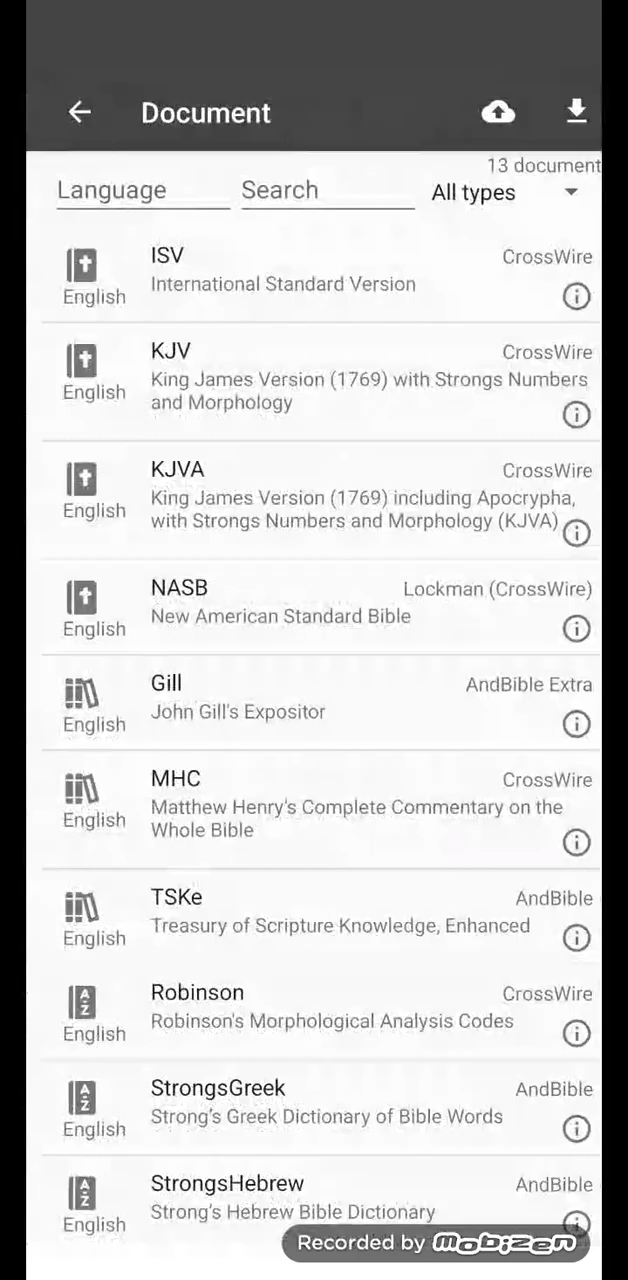 Document
13 document
Language Search All types
ISV CrossWire
English International Standard Version
KJV CrossWire
King James Version (1769) with Strongs Numbers
English and Morphology
KJVA CrossWire
King James Version (1769) including Apocrypha,
English with Strongs Numbers and Morphology (KJVA)
NASB Lockman (CrossWire)
English New American Standard Bible
Gill AndBible Extra
English John Gill's Expositor
MHC CrossWire
Matthew Henry's Complete Commentary on the
English Whole Bible
TSKe AndBible
English Treasury of Scripture Knowledge, Enhanced
Robinson CrossWire
English Robinson's Morphological Analysis Codes
StrongsGreek AndBible
English Strong's Greek Dictionary of Bible Words
StrongsHebrew AndBible
English Strong's Hebrew Bible Dictionary
Recorded by mobizen